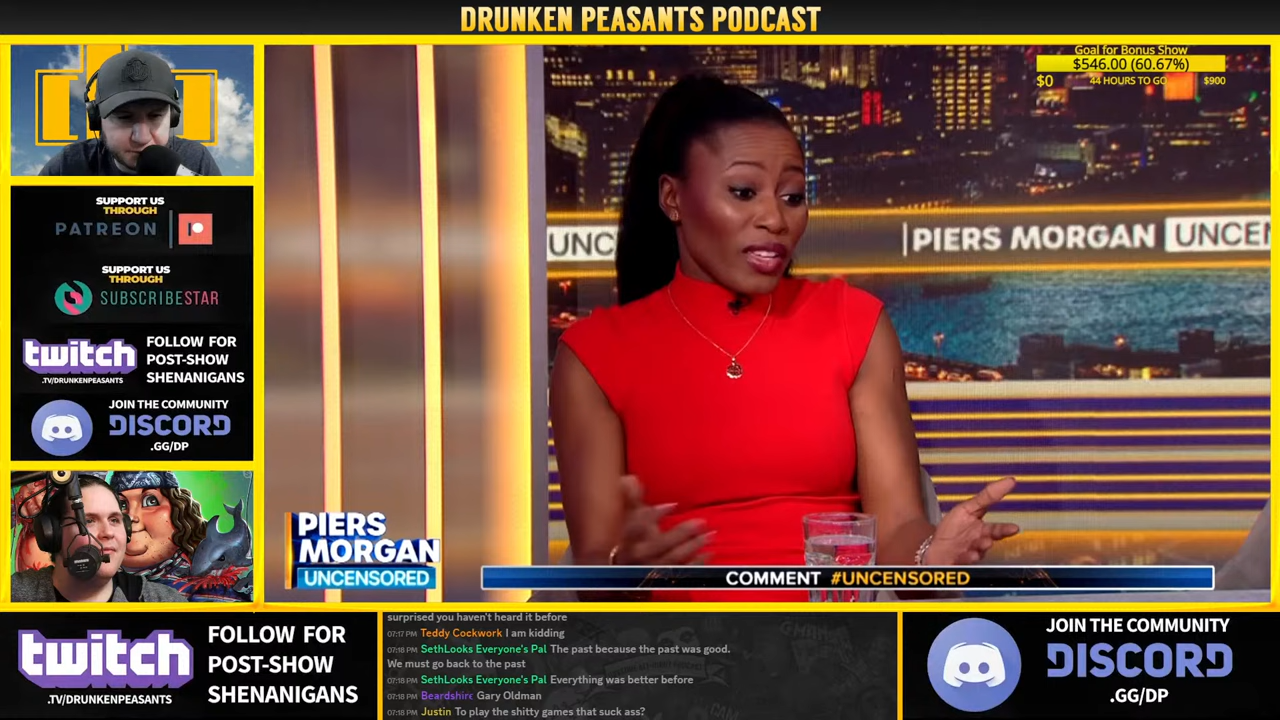 DRUNKEN PEASANTS PODCAST
Goal for Bonus Show
$546.00 (60.67%)
$0 44 HOURS TO GO $900
SUPPORT US
THROUGH
PATREON
SUPPORT US
THROUGH
SUBSCRIBESTAR
twitch
.TV/DRUNKENPEASANTS
FOLLOW FOR
POST-SHOW
SHENANIGANS
JOIN THE COMMUNITY
DISCORD
.GG/DP
UNC
PIERS MORGAN UNCEN
PIERS
MORGAN
UNCENSORED
COMMENT #UNCENSORED
twitch
.TV/DRUNKENPEASANTS
FOLLOW FOR
POST-SHOW
SHENANIGANS
surprised you haven't heard it before
07:17 PM Teddy Cockwork I am kidding
07:18 PM SethLooks Everyone's Pal The past because the past was good.
We must go back to the past
07:18 PM SethLooks Everyone's Pal Everything was better before
07:18 PM Beardshire Gary Oldman
07:18 PM Justin To play the shitty games that suck ass?
JOIN THE COMMUNITY
DISCORD
.GG/DP